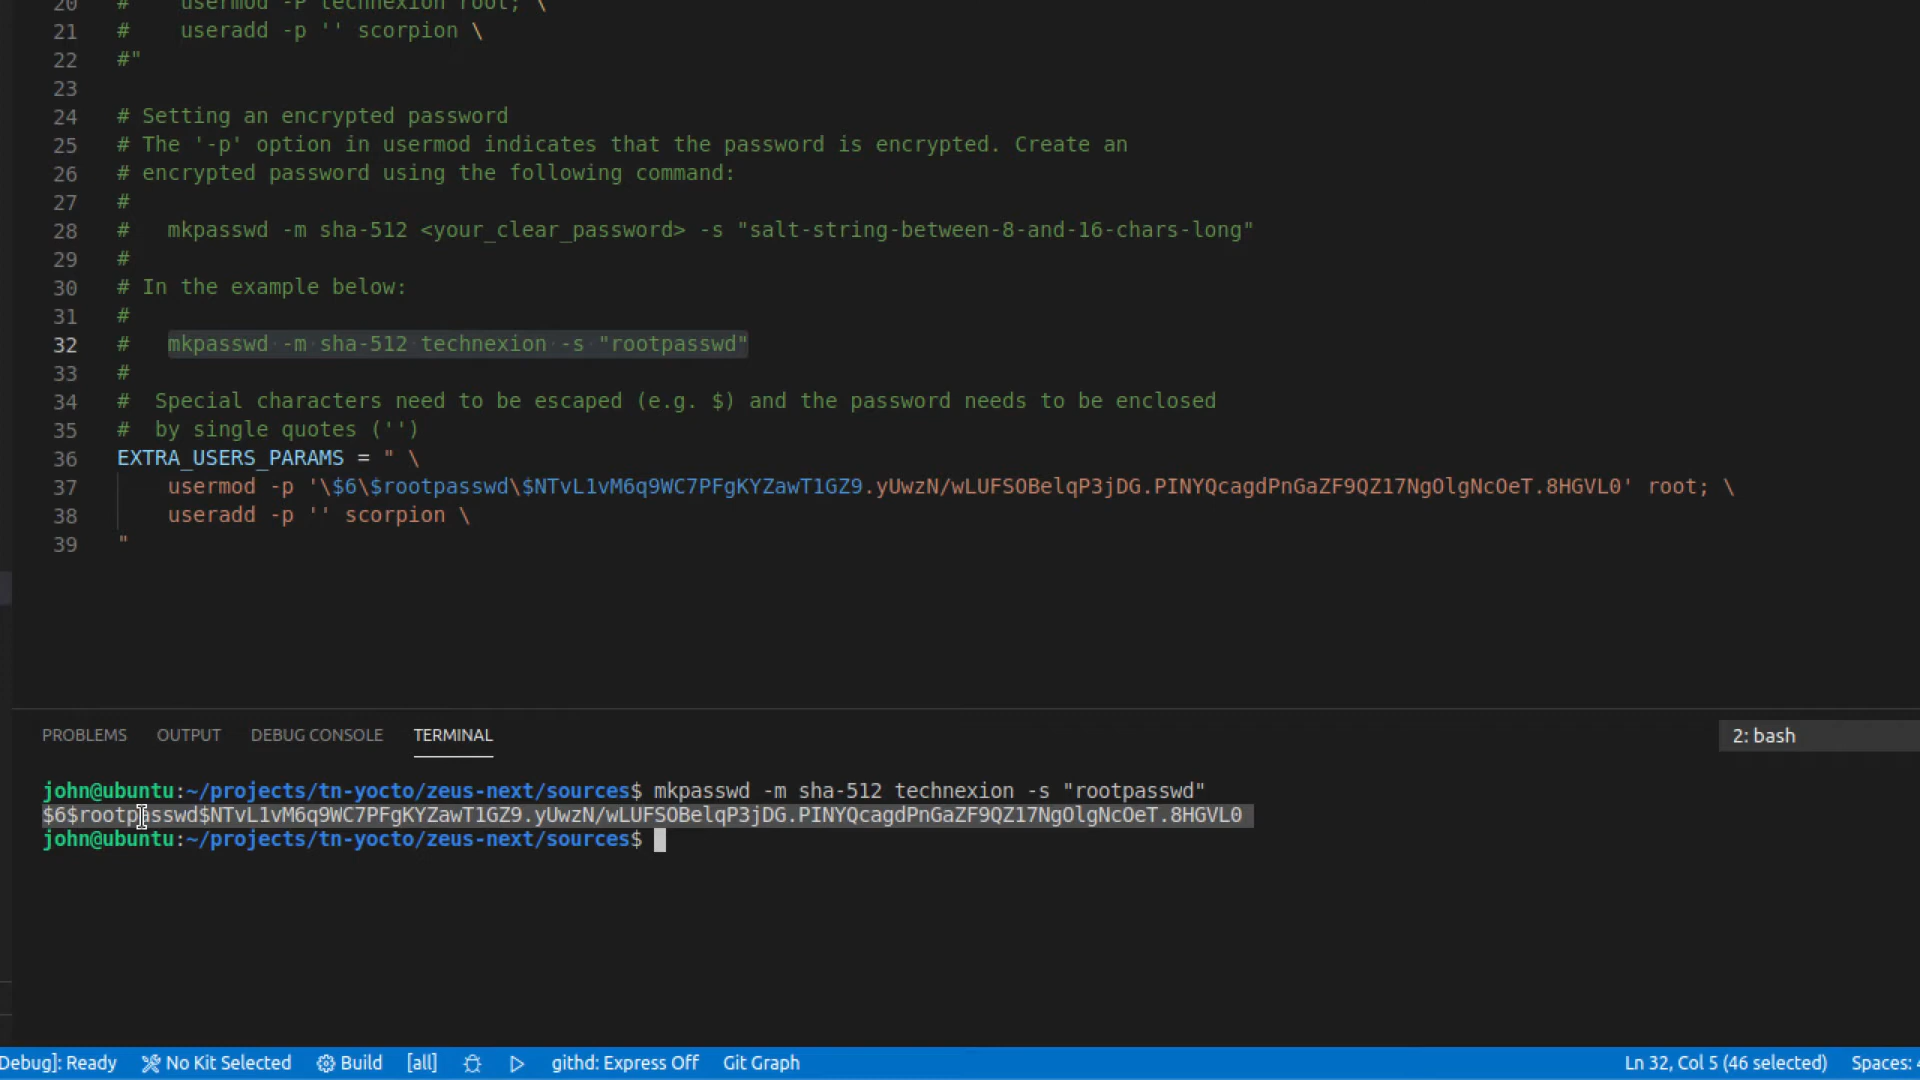 20 # usermod -P technexion root; \
21 # useradd -p '' scorpion \
22 #"
23
24 # Setting an encrypted password
25 # The '-p' option in usermod indicates that the password is encrypted. Create an
26 # encrypted password using the following command:
27 #
28 # mkpasswd -m sha-512 <your_clear_password> -s "salt-string-between-8-and-16-chars-long"
29 #
30 # In the example below:
31 #
32 # mkpasswd -m sha-512 technexion -s "rootpasswd"
33 #
34 # Special characters need to be escaped (e.g. $) and the password needs to be enclosed
35 # by single quotes ('')
36 EXTRA_USERS_PARAMS = " \
37 usermod -p '\$6\$rootpasswd\$NTvL1vM6q9WC7PFgKYZawT1GZ9.yUwzN/wLUFSOBelqP3jDG.PINYQcagdPnGaZF9QZ17NgOlgNcOeT.8HGVL0' root; \
38 useradd -p '' scorpion \
39 "
PROBLEMS OUTPUT DEBUG CONSOLE TERMINAL 2: bash
john@ubuntu:~/projects/tn-yocto/zeus-next/sources$ mkpasswd -m sha-512 technexion -s "rootpasswd"
$6$rootpasswd$NTvL1vM6q9WC7PFgKYZawT1GZ9.yUwzN/wLUFSOBelqP3jDG.PINYQcagdPnGaZF9QZ17NgOlgNcOeT.8HGVL0
john@ubuntu:~/projects/tn-yocto/zeus-next/sources$
Debug]: Ready No Kit Selected Build [all] githd: Express Off Git Graph Ln 32, Col 5 (46 selected) Spaces: